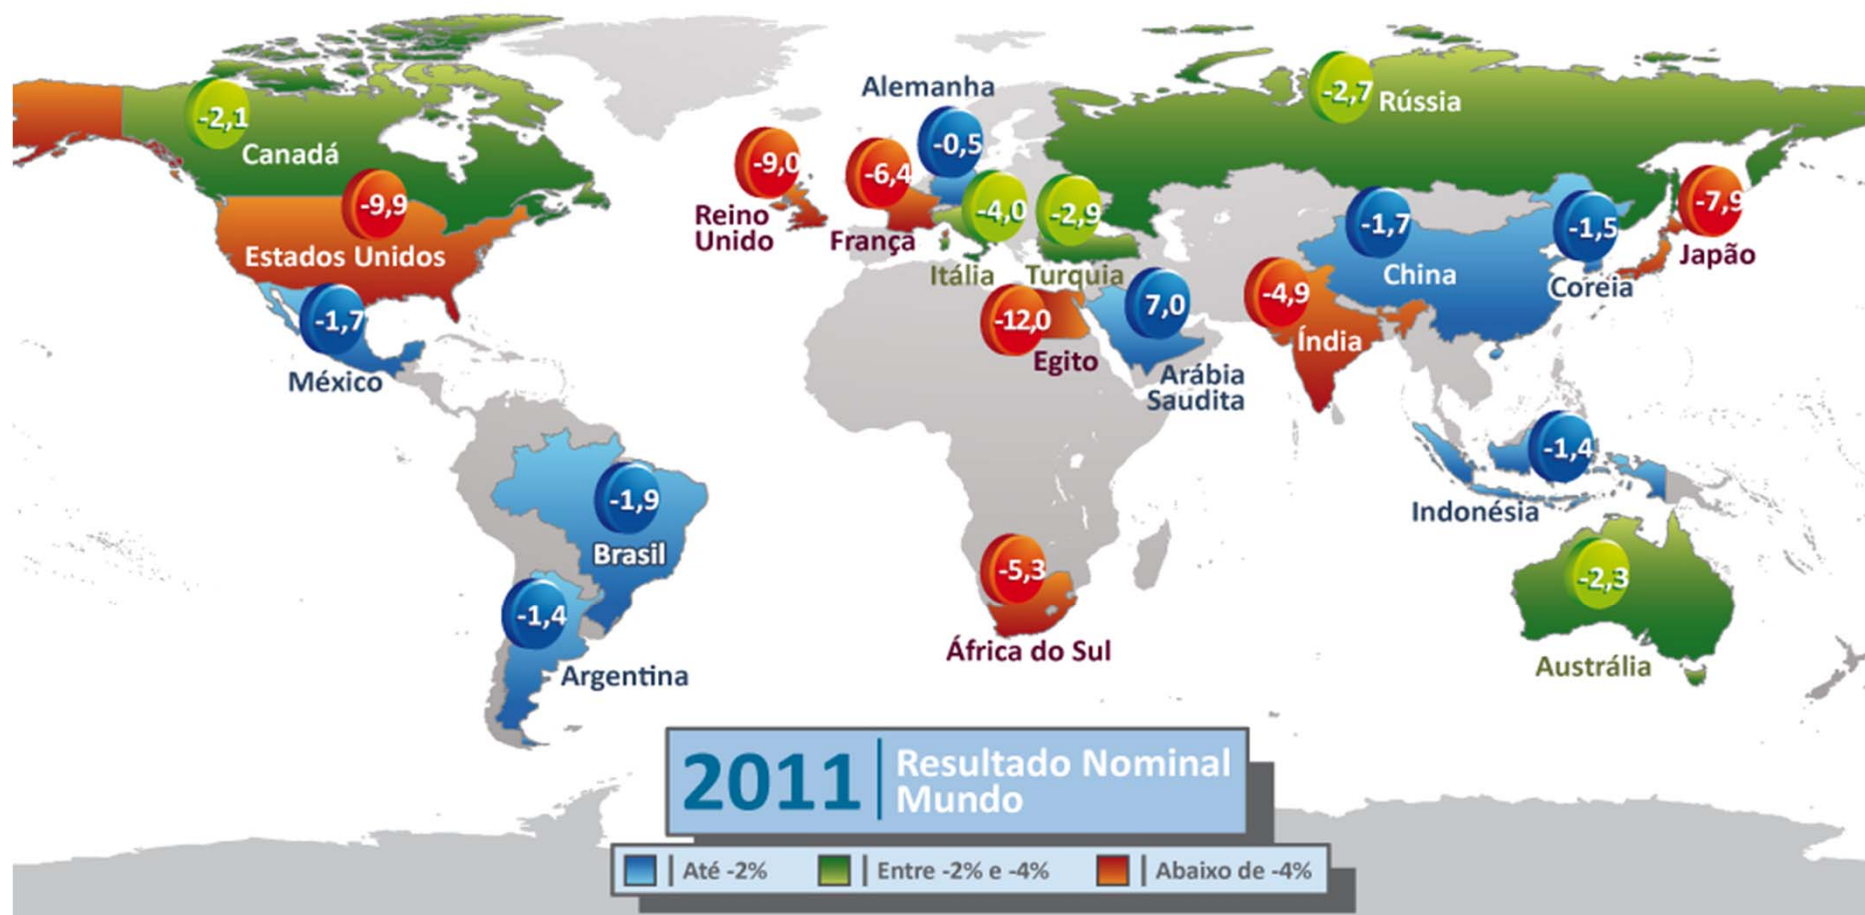 -2,1
Canadá
-9,9
Estados Unidos
-1,7
México
-1,9
Brasil
-1,4
Argentina
Alemanha
-0,5
-9,0
Reino
Unido
-6,4
França
-4,0
Itália
-2,9
Turquia
-2,7
Rússia
-12,0
Egito
7,0
Arábia
Saudita
-4,9
Índia
-1,7
China
-1,5
Coreia
-7,9
Japão
-1,4
Indonésia
-5,3
África do Sul
-2,3
Austrália
2011
Resultado Nominal
Mundo
Até -2%
Entre -2% e -4%
Abaixo de -4%